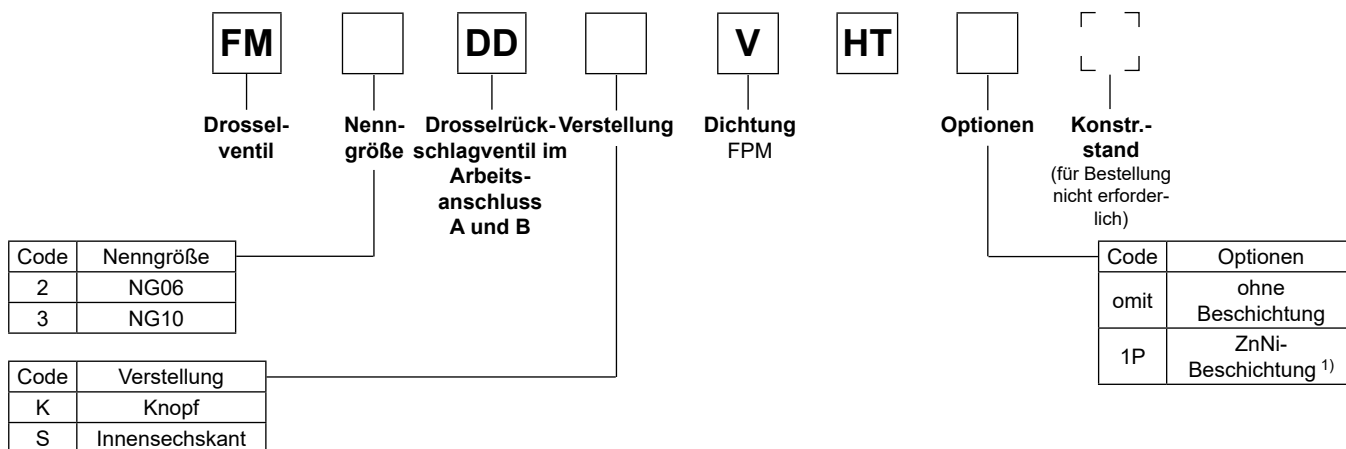 FM DD V HT
Drossel-
ventil
Nenn-
größe
Drosselrück-
schlagventil im
Arbeits-
anschluss
A und B
Verstellung
Dichtung
FPM
Optionen
Konstr.-
stand
(für Bestellung
nicht erforder-
lich)
Code Nenngröße
2 NG06
3 NG10
Code Verstellung
K Knopf
S Innensechskant
Code Optionen
omit ohne
Beschichtung
1P ZnNi-
Beschichtung 1)